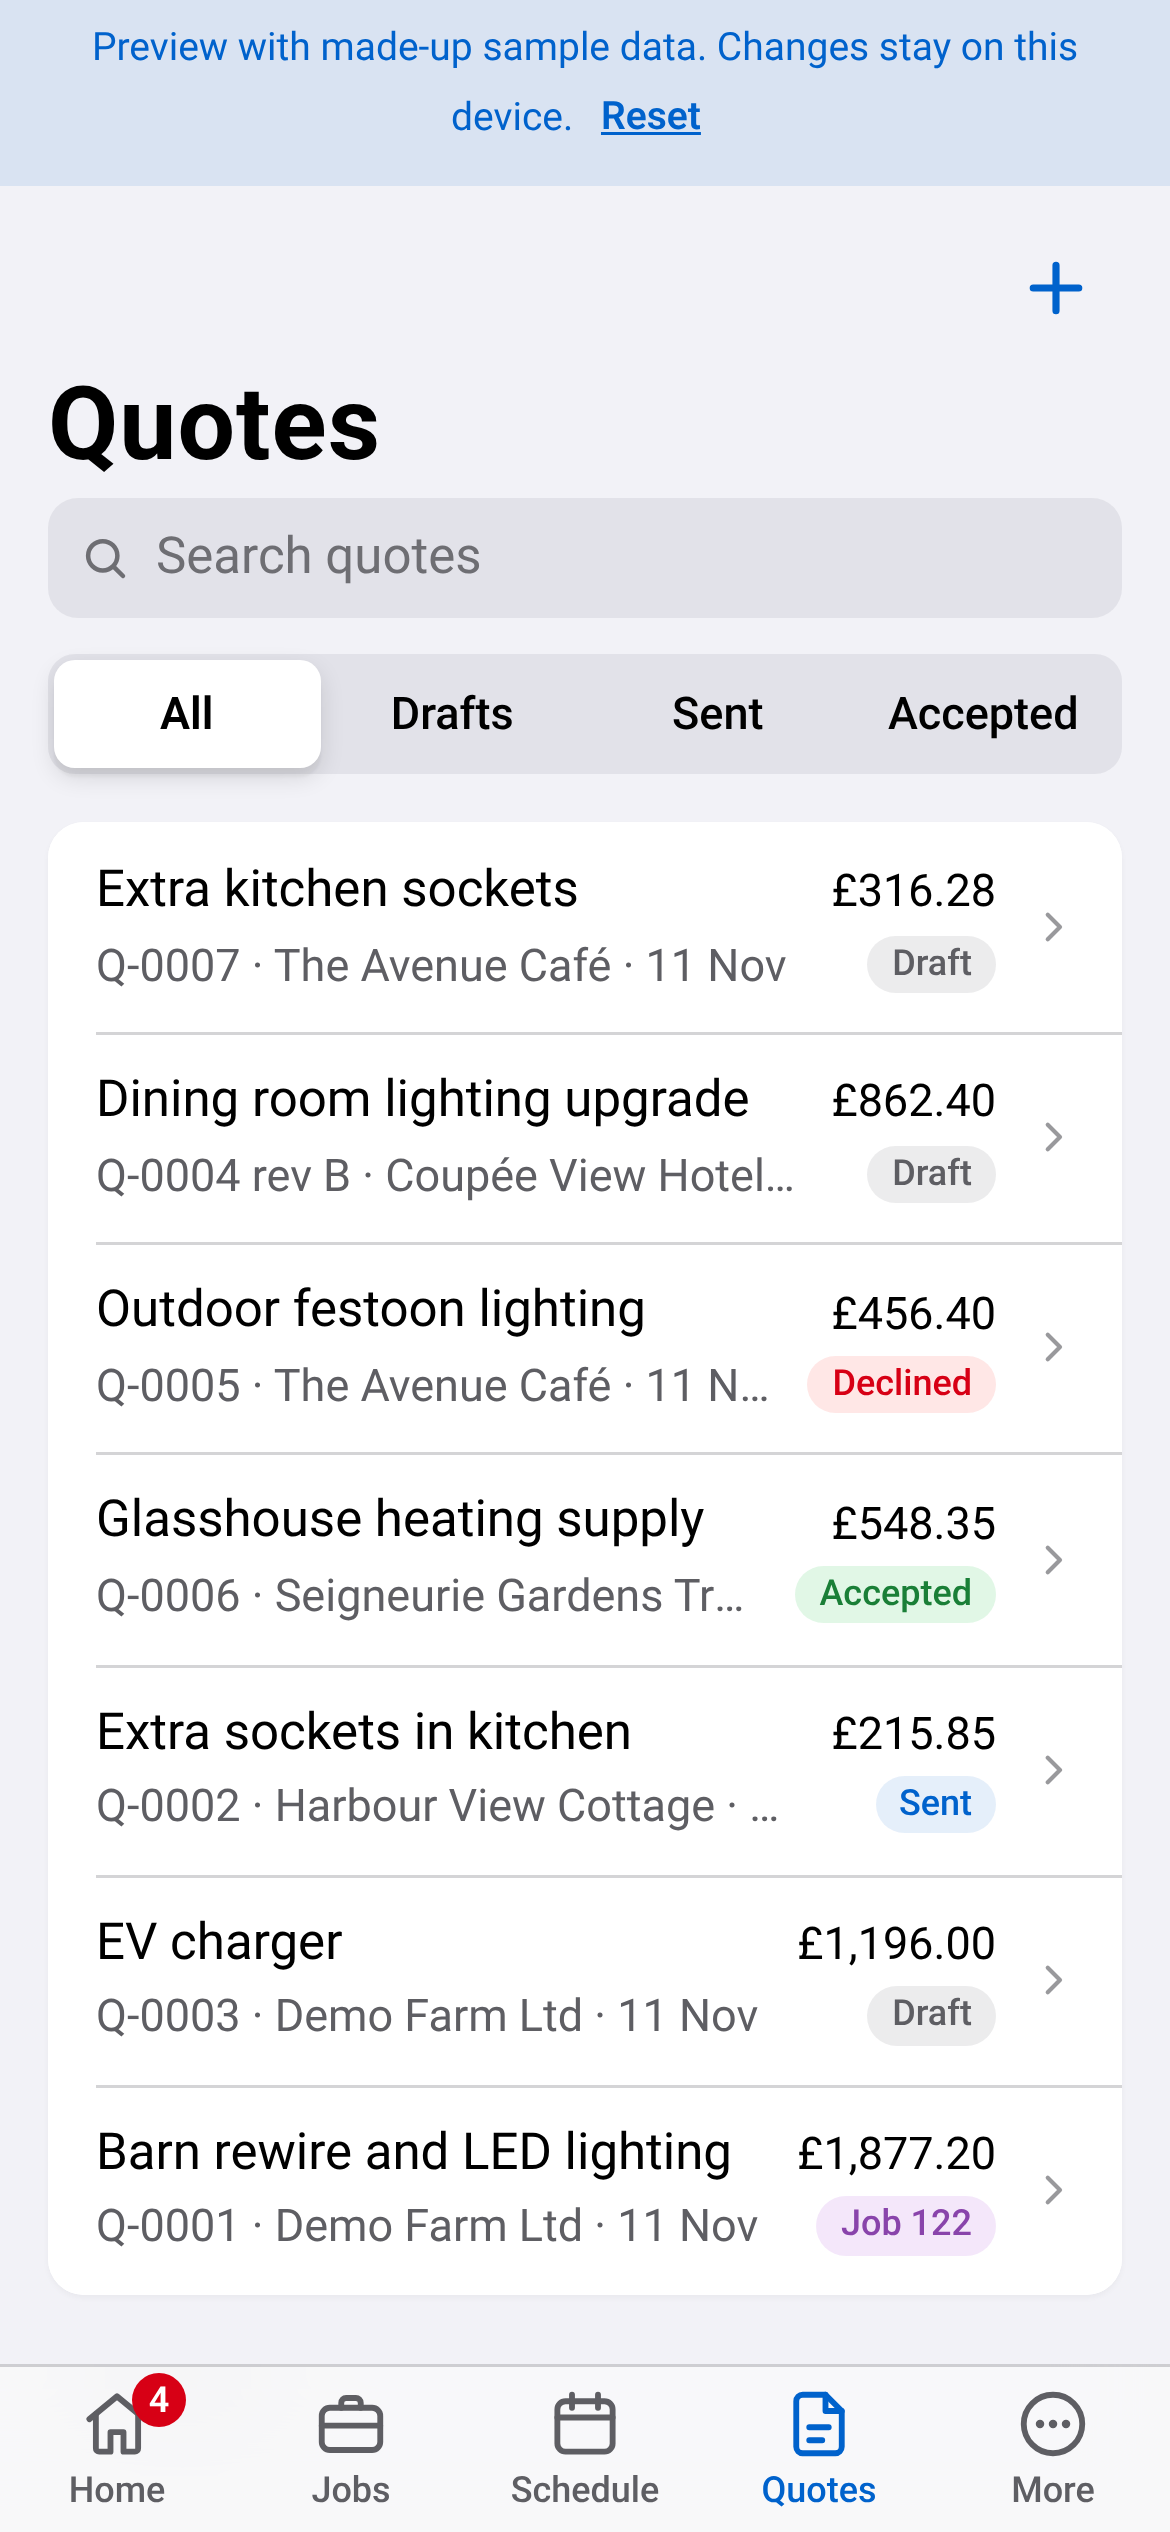 Preview with made-up sample data. Changes stay on this
device. Reset
Quotes
Search quotes
All Drafts Sent Accepted
Extra kitchen sockets £316.28
Q-0007 · The Avenue Café · 11 Nov Draft
Dining room lighting upgrade £862.40
Q-0004 rev B · Coupée View Hotel... Draft
Outdoor festoon lighting £456.40
Q-0005 · The Avenue Café · 11 N... Declined
Glasshouse heating supply £548.35
Q-0006 · Seigneurie Gardens Tr... Accepted
Extra sockets in kitchen £215.85
Q-0002 · Harbour View Cottage · ... Sent
EV charger £1,196.00
Q-0003 · Demo Farm Ltd · 11 Nov Draft
Barn rewire and LED lighting £1,877.20
Q-0001 · Demo Farm Ltd · 11 Nov Job 122
4
Home Jobs Schedule Quotes More